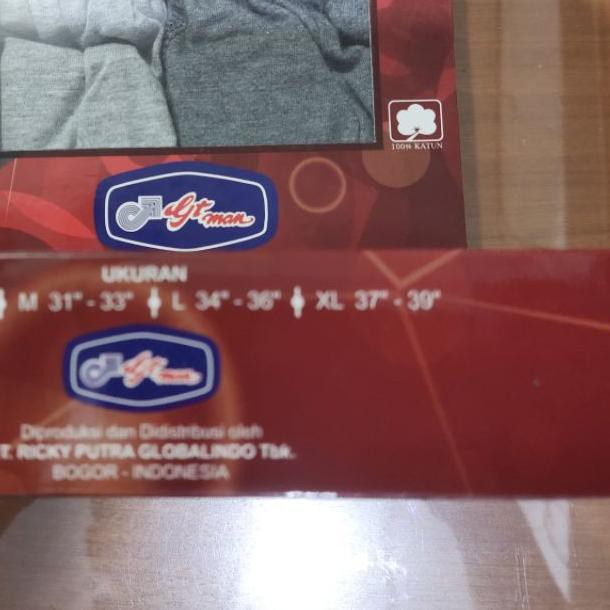 100% KATUN
Gt man
UKURAN
M 31" - 33" L 34" - 36" XL 37" - 39"
Gt man
Diproduksi dan Didistribusi oleh
T. RICKY PUTRA GLOBALINDO Tbk.
BOGOR - INDONESIA